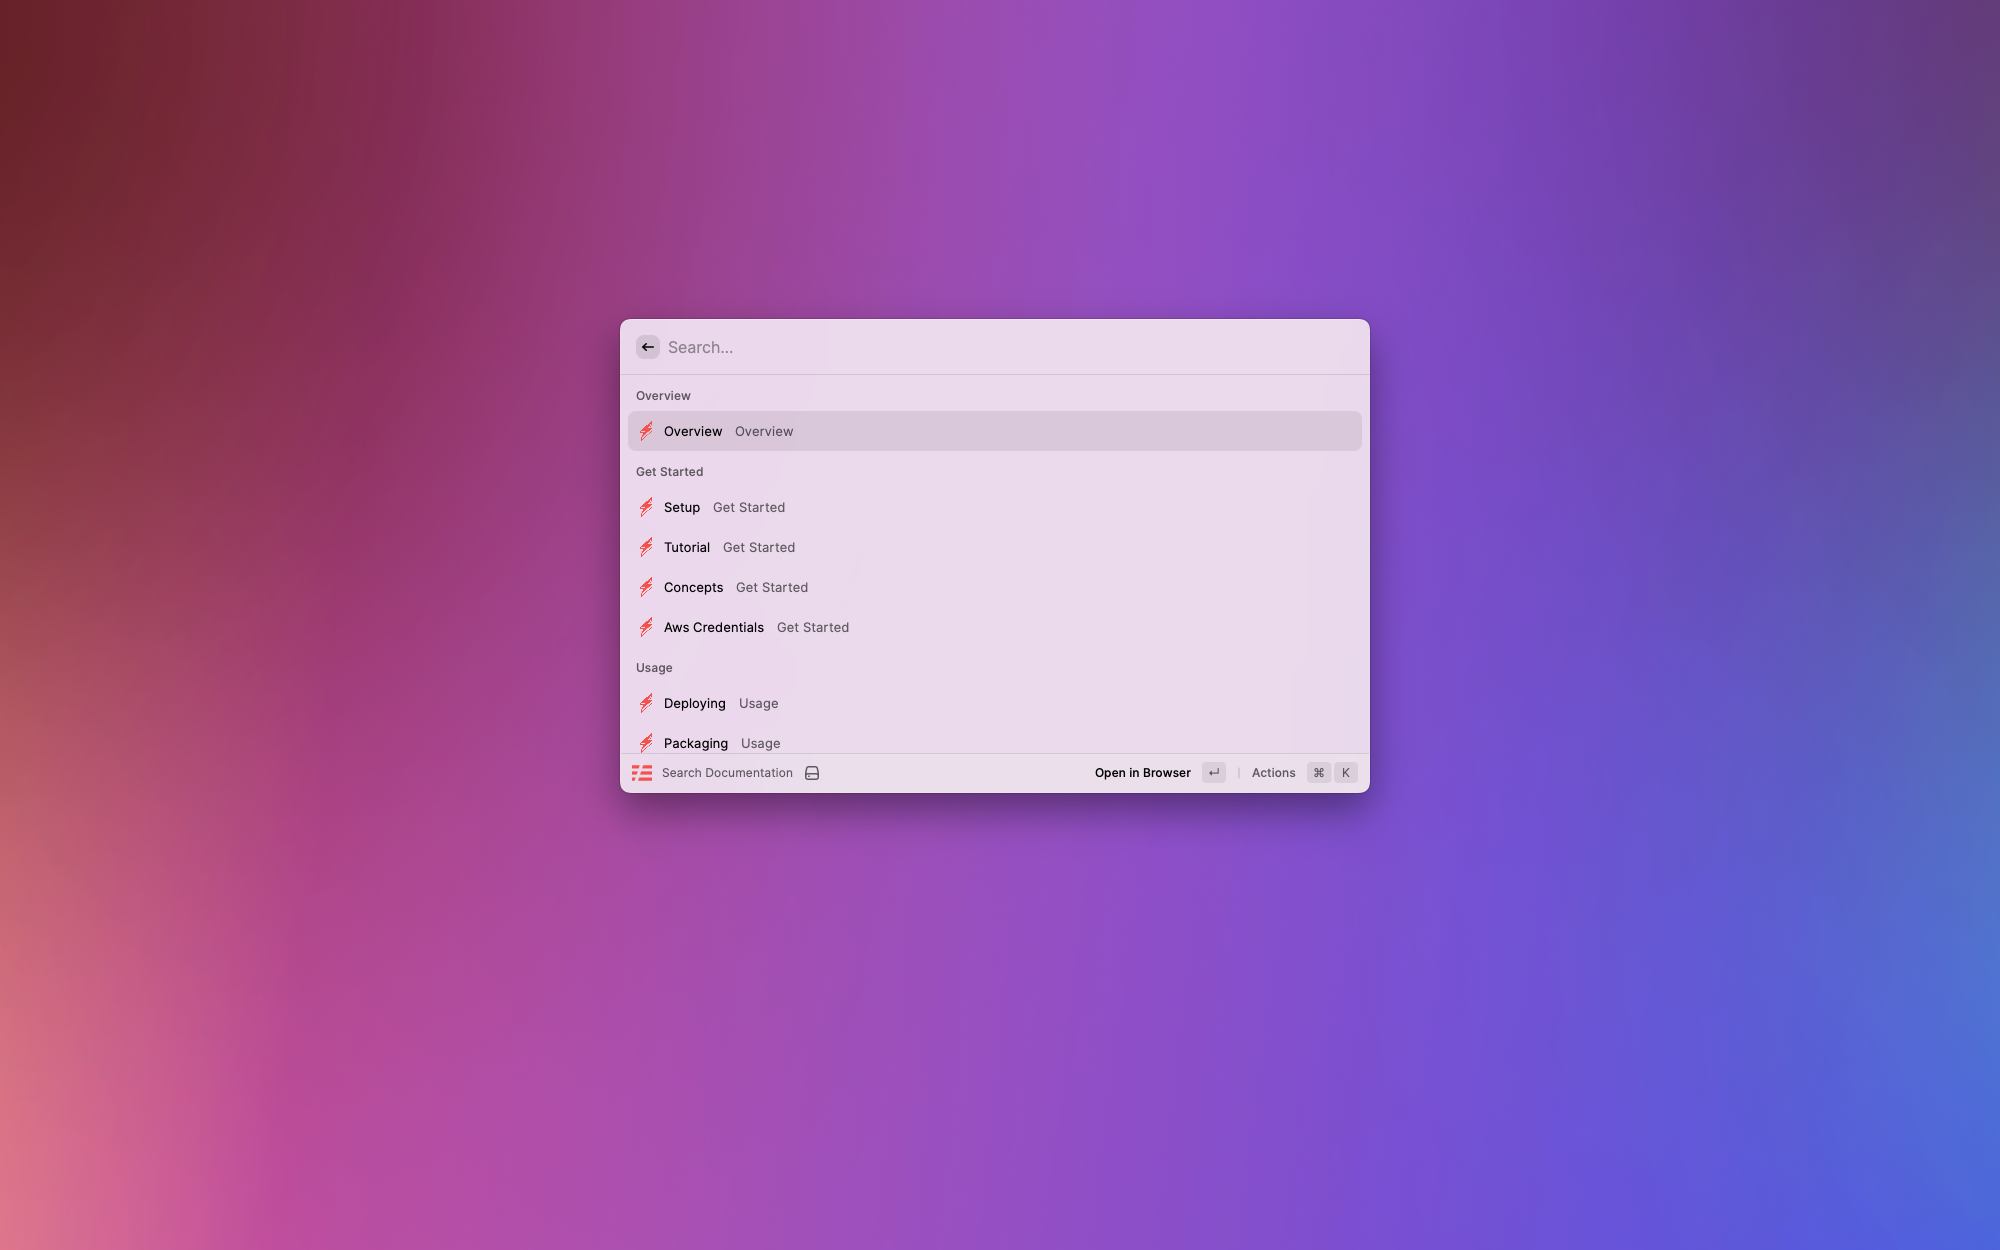 Search...
Overview
Overview Overview
Get Started
Setup Get Started
Tutorial Get Started
Concepts Get Started
Aws Credentials Get Started
Usage
Deploying Usage
Packaging Usage
Search Documentation Open in Browser ↵ | Actions ⌘ K